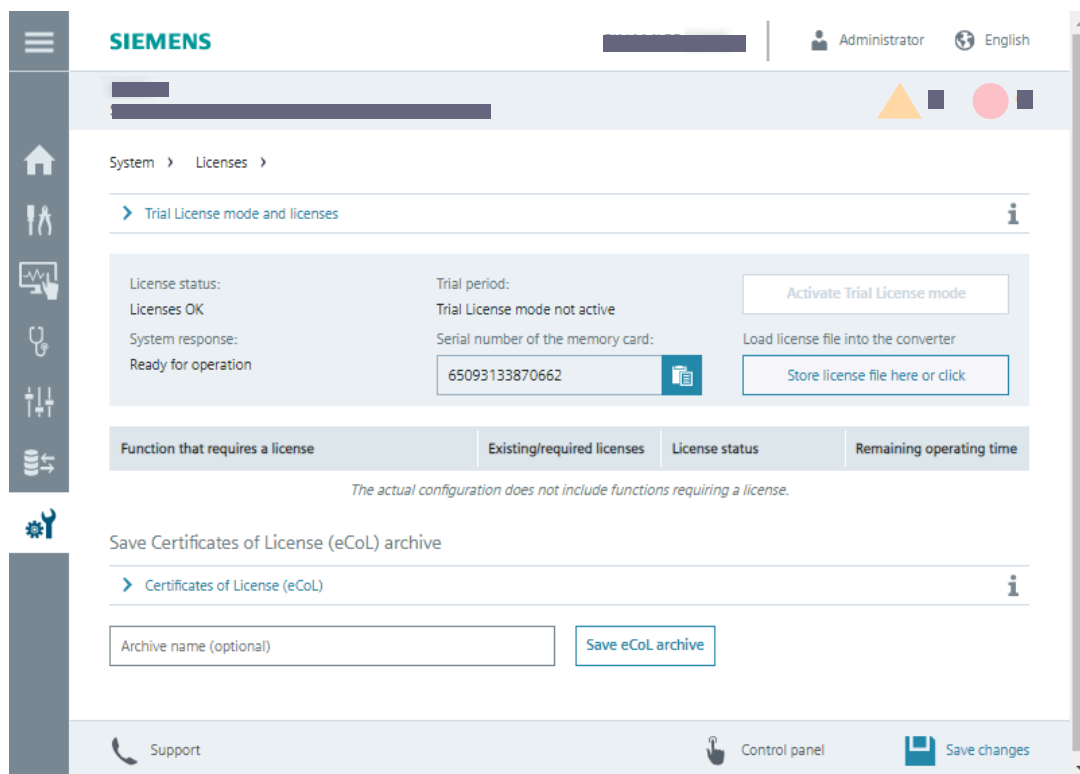 SIEMENS
Administrator
English
System > Licenses >
Trial License mode and licenses
License status:
Trial period:
Activate Trial License mode
Licenses OK
Trial License mode not active
System response:
Serial number of the memory card:
Load license file into the converter
Ready for operation
65093133870662
Store license file here or click
Function that requires a license
Existing/required licenses
License status
Remaining operating time
The actual configuration does not include functions requiring a license.
Save Certificates of License (eCoL) archive
Certificates of License (eCoL)
Archive name (optional)
Save eCoL archive
Support
Control panel
Save changes